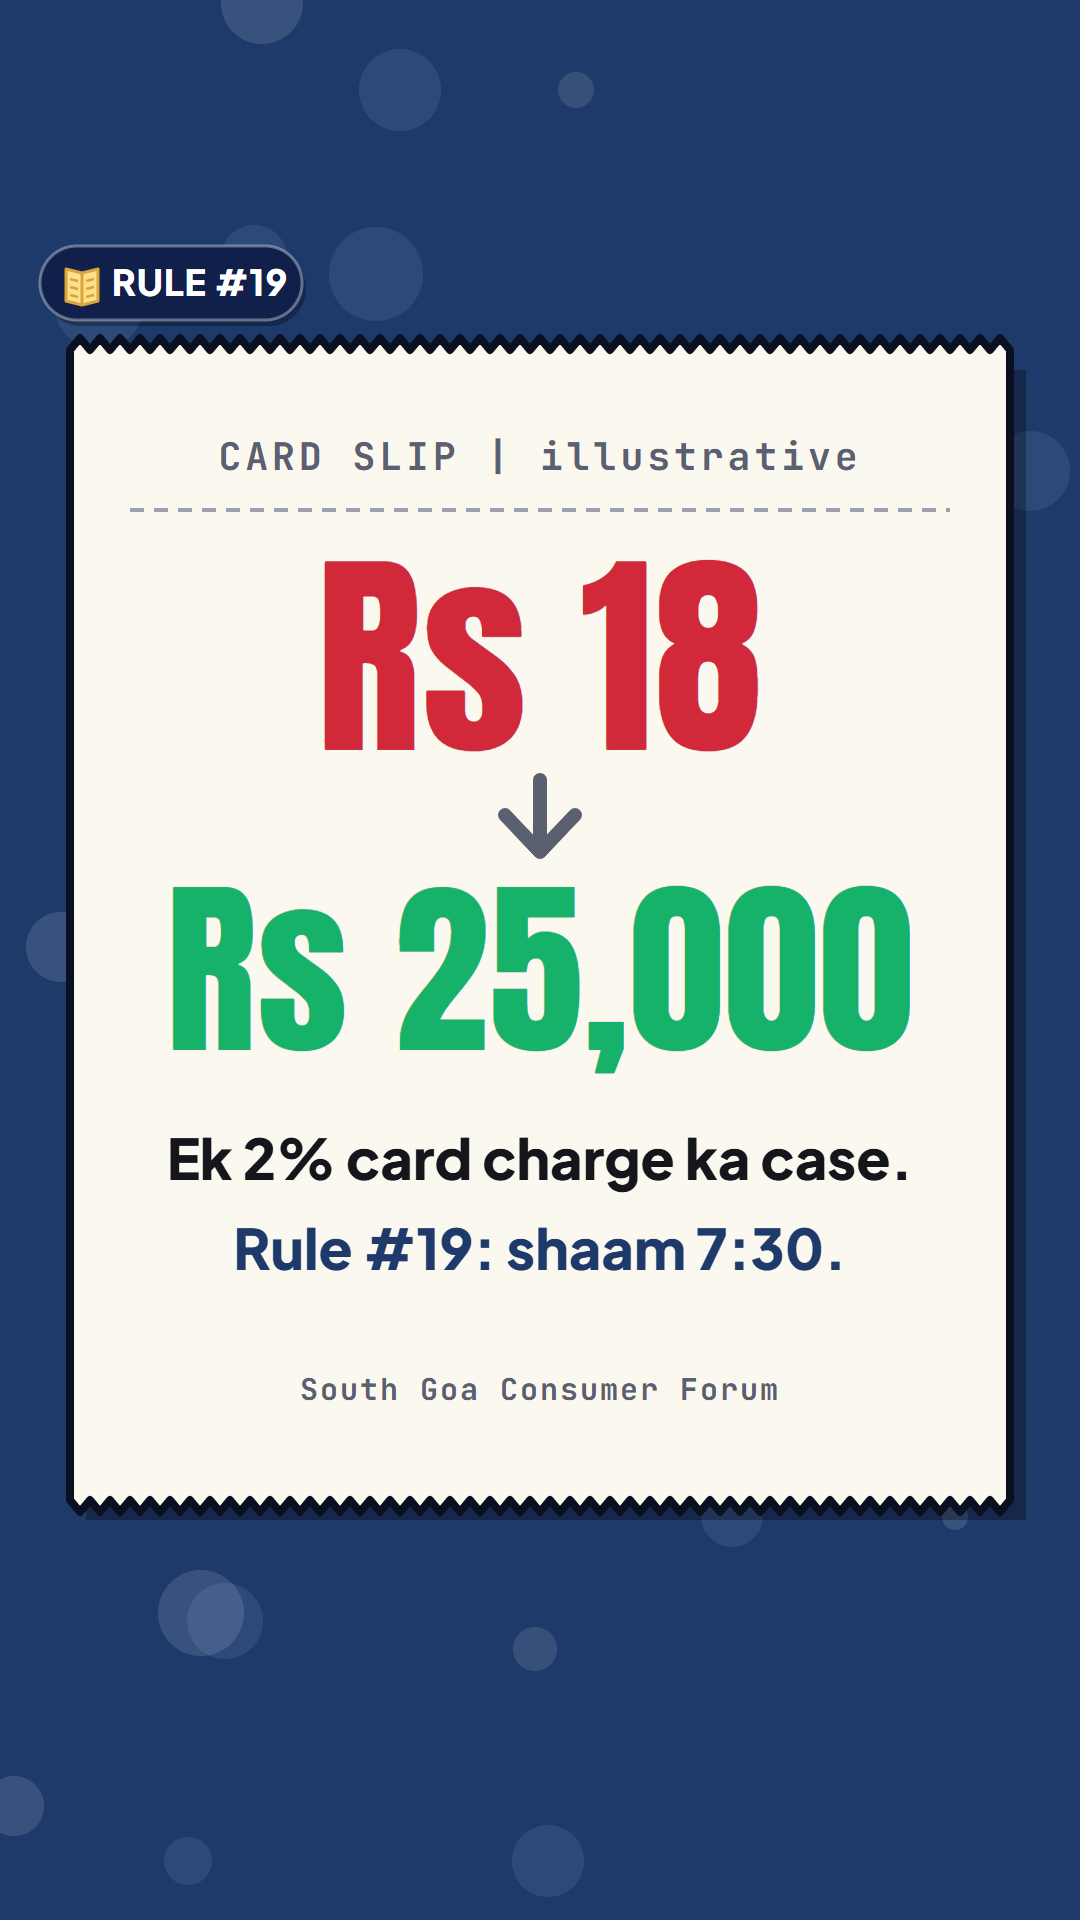 RULE #19
CARD SLIP | illustrative
Rs 18
Rs 25,000
Ek 2% card charge ka case.
Rule #19: shaam 7:30.
South Goa Consumer Forum